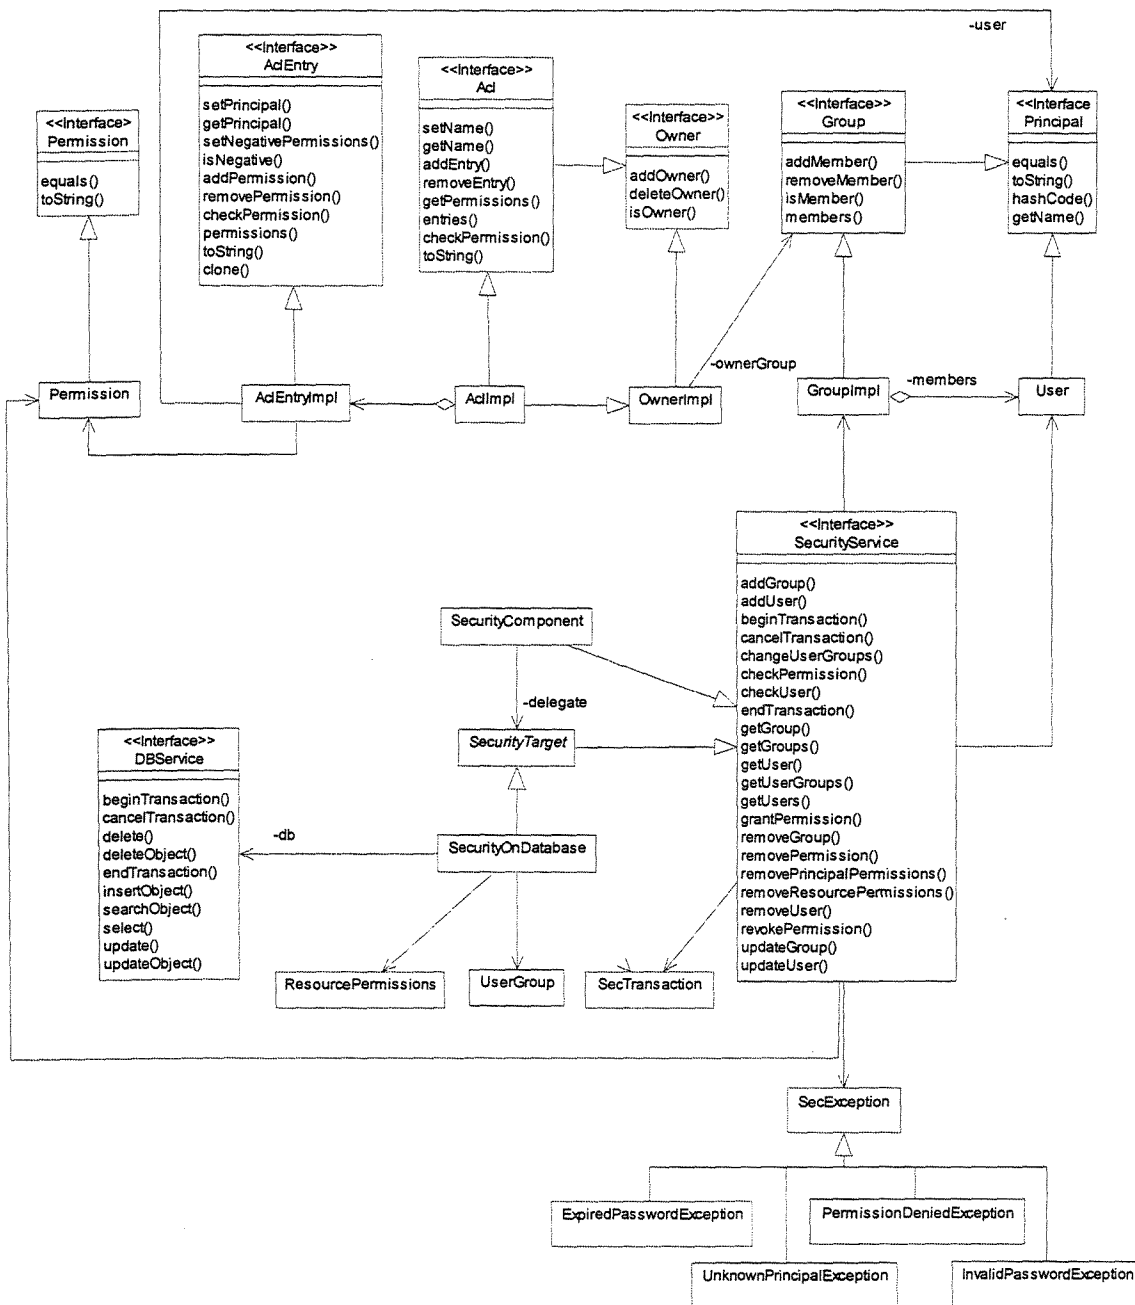 -user
<<Interface>>
AclEntry
setPrincipal()
getPrincipal()
setNegativePermissions()
isNegative()
addPermission()
removePermission()
checkPermission()
permissions()
toString()
clone()
<<Interface>>
Acl
setName()
getName()
addEntry()
removeEntry()
getPermissions()
entries()
checkPermission()
toString()
<<Interface>
Permission
equals()
toString()
<<Interface>>
Owner
addOwner()
deleteOwner()
isOwner()
<<Interface>>
Group
addMember()
removeMember()
isMember()
members()
<<Interface
Principal
equals()
toString()
hashCode()
getName()
-ownerGroup
Permission
AclEntryImpl
AclImpl
OwnerImpl
GroupImpl
-members
User
<<Interface>>
SecurityService
addGroup()
addUser()
beginTransaction()
cancelTransaction()
changeUserGroups()
checkPermission()
checkUser()
endTransaction()
getGroup()
getGroups()
getUser()
getUserGroups()
getUsers()
grantPermission()
removeGroup()
removePermission()
removePrincipalPermissions()
removeResourcePermissions()
removeUser()
revokePermission()
updateGroup()
updateUser()
SecurityComponent
-delegate
SecurityTarget
<<Interface>>
DBService
beginTransaction()
cancelTransaction()
delete()
deleteObject()
endTransaction()
insertObject()
searchObject()
select()
update()
updateObject()
-db
SecurityOnDatabase
ResourcePermissions
UserGroup
SecTransaction
SecException
ExpiredPasswordException
PermissionDeniedException
UnknownPrincipalException
InvalidPasswordException